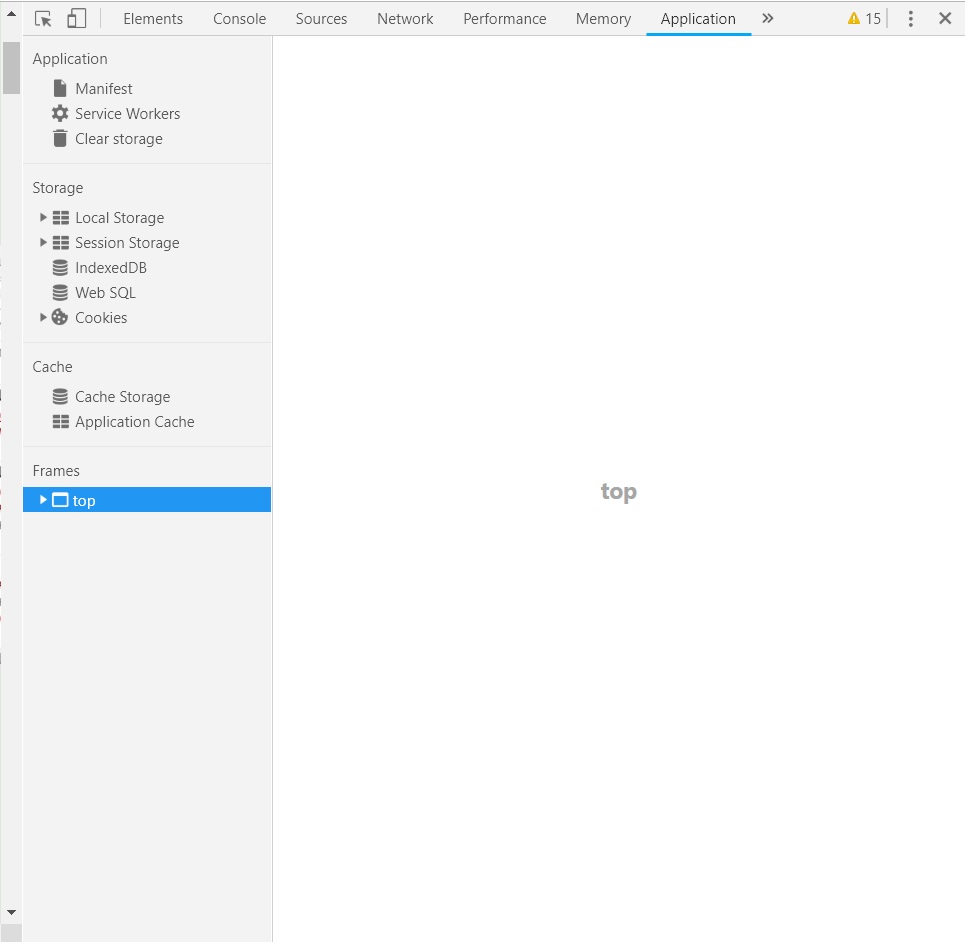 Elements Console Sources Network Performance Memory Application » 15
Application
Manifest
Service Workers
Clear storage
Storage
Local Storage
Session Storage
IndexedDB
Web SQL
Cookies
Cache
Cache Storage
Application Cache
Frames
top
top